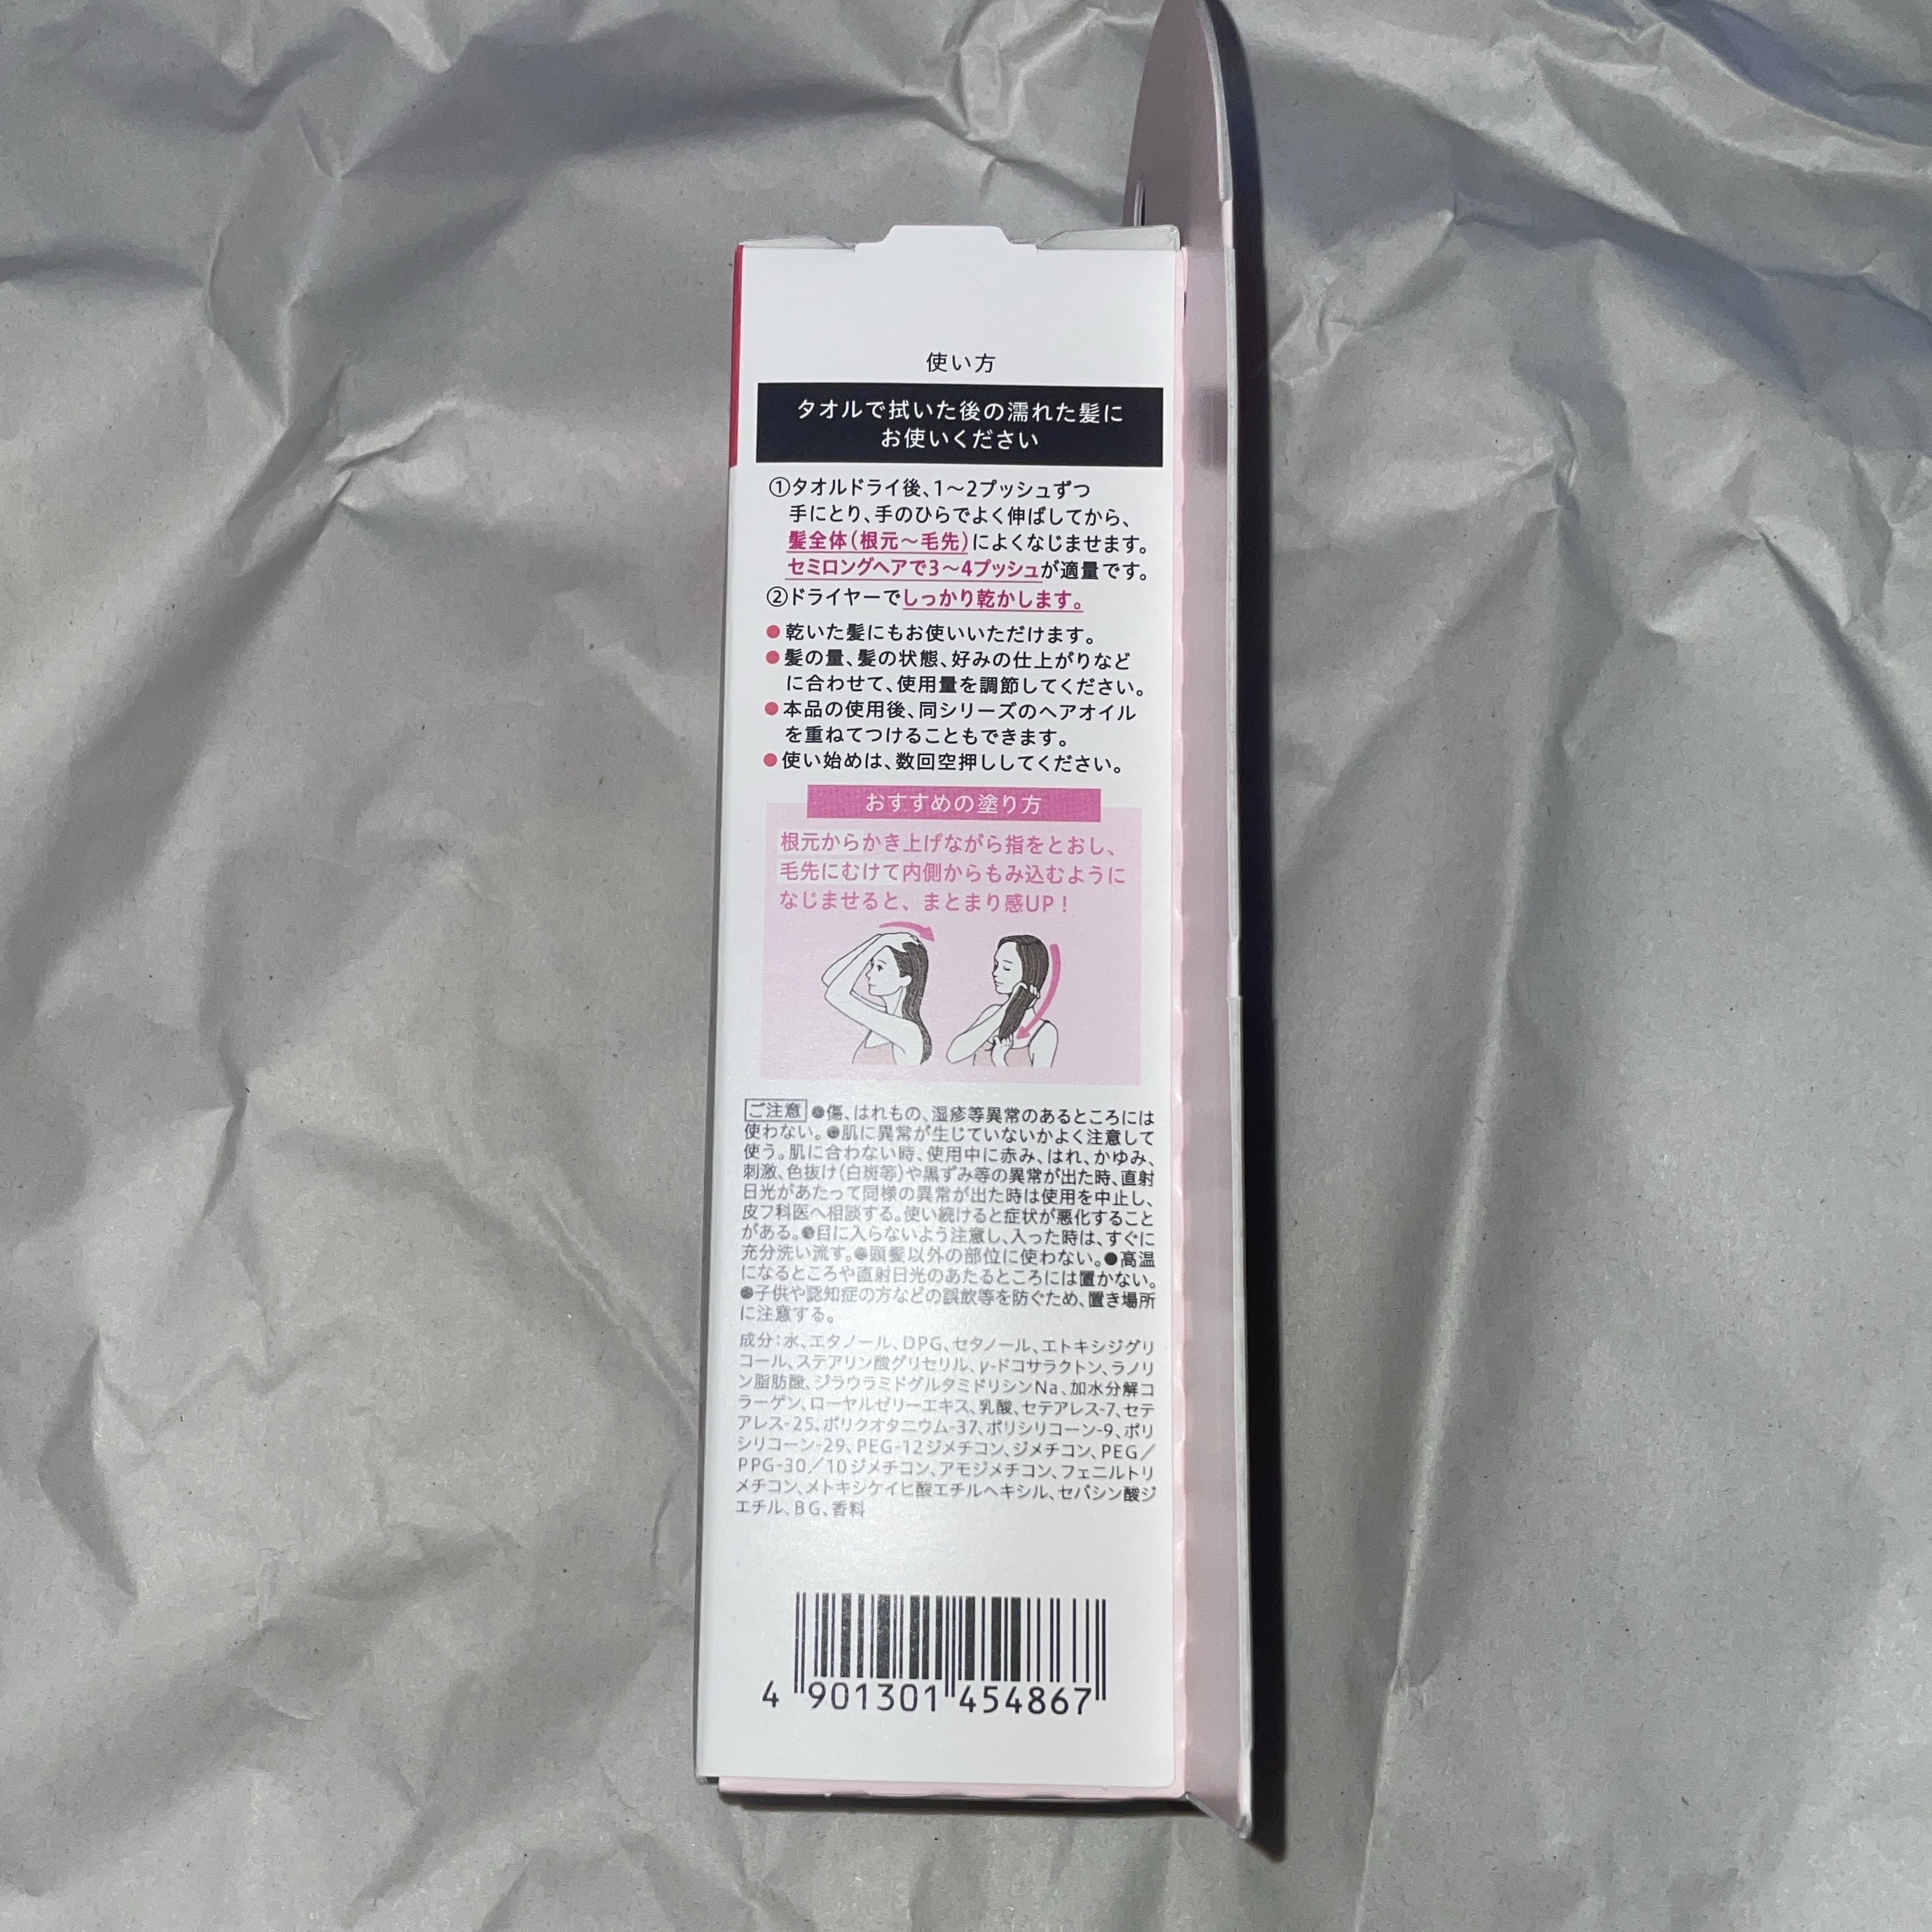 使い方
タオルで拭いた後の濡れた髪に
お使いください
①タオルドライ後、1～2プッシュずつ
手にとり、手のひらでよく伸ばしてから、
髪全体(根元～毛先)によくなじませます。
セミロングヘアで3～4プッシュが適量です。
②ドライヤーでしっかり乾かします。
●乾いた髪にもお使いいただけます。
●髪の量、髪の状態、好みの仕上がりなど
に合わせて、使用量を調節してください。
●本品の使用後、同シリーズのヘアオイル
を重ねてつけることもできます。
●使い始めは、数回空押ししてください。
おすすめの塗り方
根元からかき上げながら指をとおし、
毛先にむけて内側からもみ込むように
なじませると、まとまり感UP！
ご注意 ●傷、はれもの、湿疹等異常のあるところには
使わない。●肌に異常が生じていないかよく注意して
使う。肌に合わない時、使用中に赤み、はれ、かゆみ、
刺激、色抜け(白斑等)や黒ずみ等の異常が出た時、直射
日光があたって同様の異常が出た時は使用を中止し、
皮フ科医へ相談する。使い続けると症状が悪化すること
がある。●目に入らないよう注意し、入った時は、すぐに
充分洗い流す。●頭髪以外の部位に使わない。●高温
になるところや直射日光のあたるところには置かない。
●子供や認知症の方などの誤飲等を防ぐため、置き場所
に注意する。
成分：水、エタノール、DPG、セタノール、エトキシジグリ
コール、ステアリン酸グリセリル、γ-ドコサラクトン、ラノリ
ン脂肪酸、ジラウラミドグルタミドリシンNa、加水分解コ
ラーゲン、ローヤルゼリーエキス、乳酸、セテアレス-7、セテ
アレス-25、ポリクオタニウム-37、ポリシリコーン-9、ポリ
シリコーン-29、PEG-12ジメチコン、ジメチコン、PEG／
PPG-30／10ジメチコン、アモジメチコン、フェニルトリ
メチコン、メトキシケイヒ酸エチルヘキシル、セバシン酸ジ
エチル、BG、香料
4 901301 454867